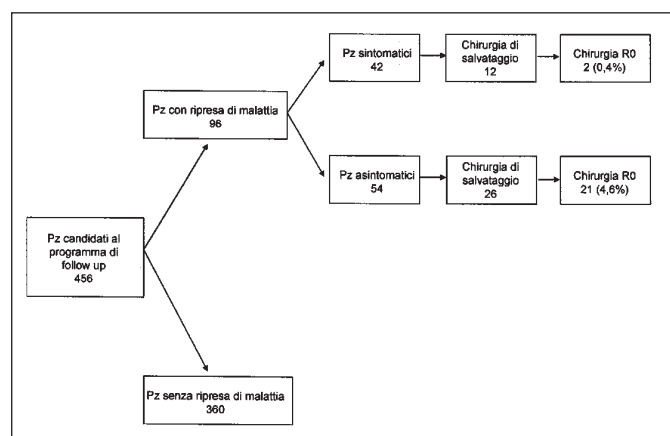 Pz sintomatici
42
Chirurgia di
salvataggio
12
Chirurgia R0
2 (0,4%)
Pz con ripresa di malattia
96
Pz asintomatici
54
Chirurgia di
salvataggio
26
Chirurgia R0
21 (4,6%)
Pz candidati al
programma di
follow up
456
Pz senza ripresa di malattia
360